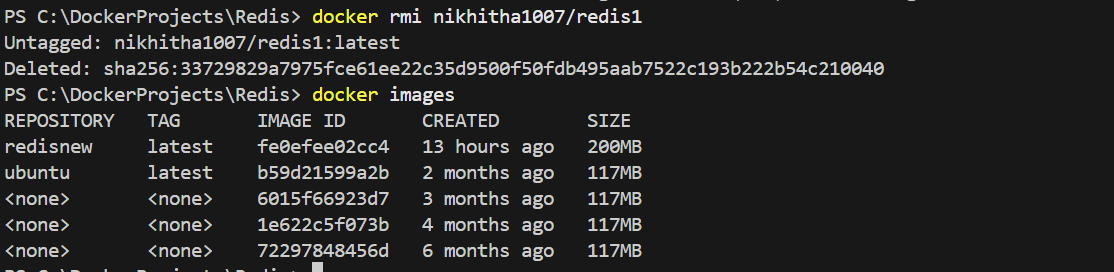 PS C:\DockerProjects\Redis> docker rmi nikhitha1007/redis1
Untagged: nikhitha1007/redis1:latest
Deleted: sha256:33729829a7975fce61ee22c35d9500f50fdb495aab7522c193b222b54c210040
PS C:\DockerProjects\Redis> docker images
REPOSITORY   TAG       IMAGE ID       CREATED        SIZE
redisnew     latest    fe0efee02cc4   13 hours ago   200MB
ubuntu       latest    b59d21599a2b   2 months ago   117MB
<none>       <none>    6015f66923d7   3 months ago   117MB
<none>       <none>    1e622c5f073b   4 months ago   117MB
<none>       <none>    72297848456d   6 months ago   117MB